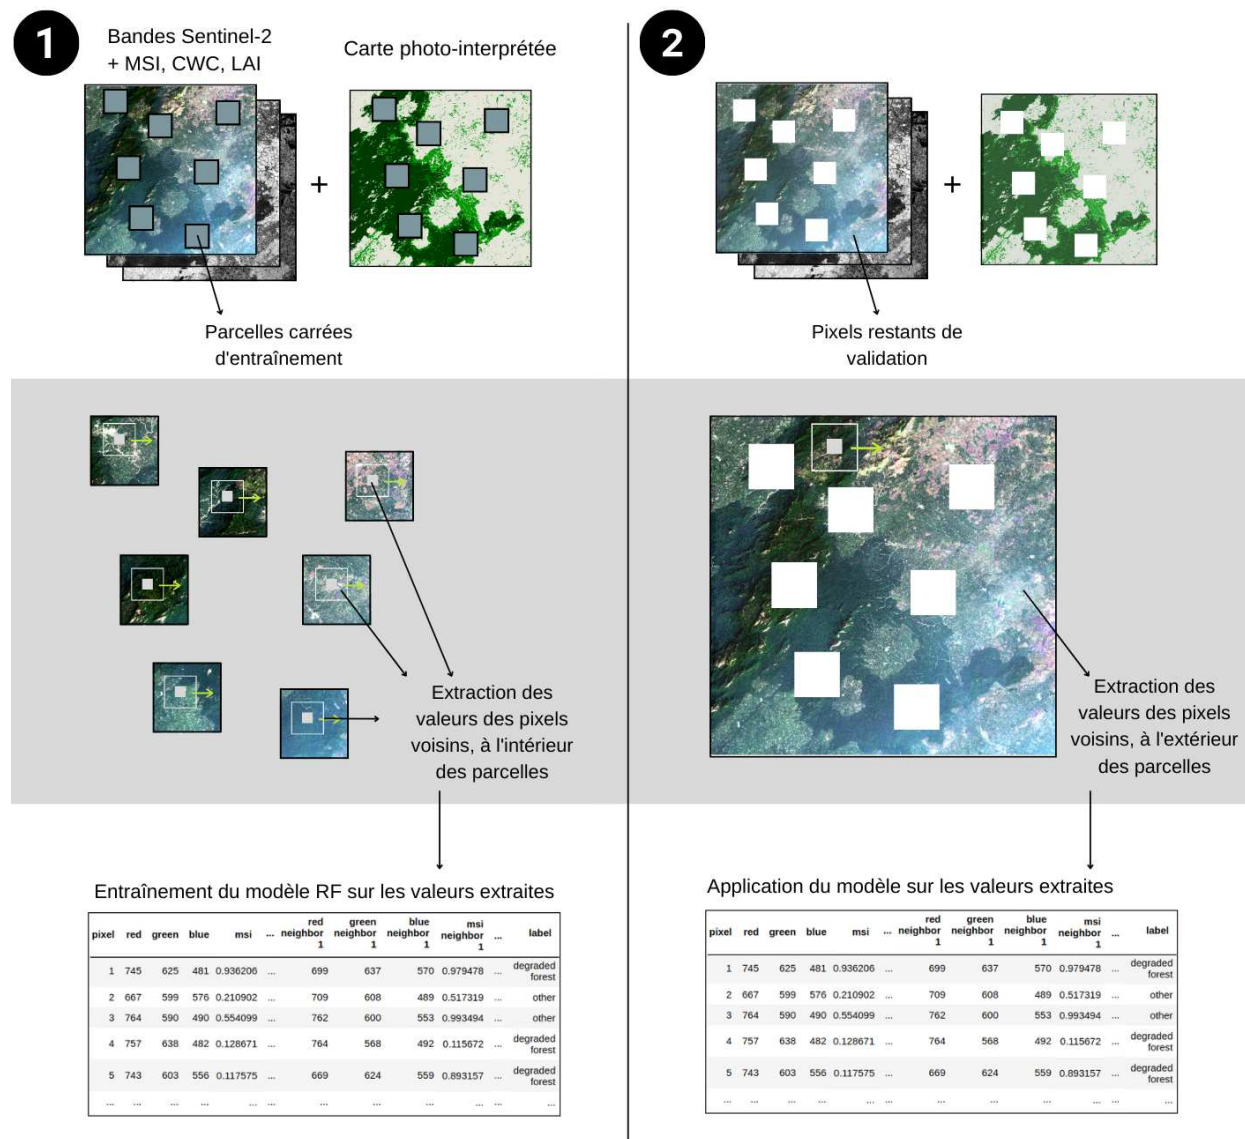 1
Bandes Sentinel-2
+ MSI, CWC, LAI
Carte photo-interprétée
+
Parcelles carrées
d'entraînement
Extraction des
valeurs des pixels
voisins, à l'intérieur
des parcelles
Entraînement du modèle RF sur les valeurs extraites
pixel red green blue msi ... red neighbor 1 green neighbor 1 blue neighbor 1 msi neighbor 1 ... label
1 745 625 481 0.936206 ... 699 637 570 0.979478 ... degraded forest
2 667 599 576 0.210902 ... 709 608 489 0.517319 ... other
3 764 590 490 0.554099 ... 762 600 553 0.993494 ... other
4 757 638 482 0.128671 ... 764 568 492 0.115672 ... degraded forest
5 743 603 556 0.117575 ... 669 624 559 0.893157 ... degraded forest
... ... ... ... ... ... ... ... ... ... ... ...
2
+
Pixels restants de
validation
Extraction des
valeurs des pixels
voisins, à l'extérieur
des parcelles
Application du modèle sur les valeurs extraites
pixel red green blue msi ... red neighbor 1 green neighbor 1 blue neighbor 1 msi neighbor 1 ... label
1 745 625 481 0.936206 ... 699 637 570 0.979478 ... degraded forest
2 667 599 576 0.210902 ... 709 608 489 0.517319 ... other
3 764 590 490 0.554099 ... 762 600 553 0.993494 ... other
4 757 638 482 0.128671 ... 764 568 492 0.115672 ... degraded forest
5 743 603 556 0.117575 ... 669 624 559 0.893157 ... degraded forest
... ... ... ... ... ... ... ... ... ... ... ...